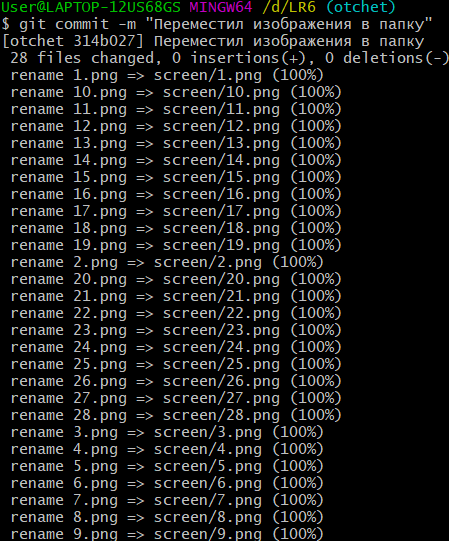 User@LAPTOP-12US68GS MINGW64 /d/LR6 (otchet)
$ git commit -m "Переместил изображения в папку"
[otchet 314b027] Переместил изображения в папку
28 files changed, 0 insertions(+), 0 deletions(-)
rename 1.png => screen/1.png (100%)
rename 10.png => screen/10.png (100%)
rename 11.png => screen/11.png (100%)
rename 12.png => screen/12.png (100%)
rename 13.png => screen/13.png (100%)
rename 14.png => screen/14.png (100%)
rename 15.png => screen/15.png (100%)
rename 16.png => screen/16.png (100%)
rename 17.png => screen/17.png (100%)
rename 18.png => screen/18.png (100%)
rename 19.png => screen/19.png (100%)
rename 2.png => screen/2.png (100%)
rename 20.png => screen/20.png (100%)
rename 21.png => screen/21.png (100%)
rename 22.png => screen/22.png (100%)
rename 23.png => screen/23.png (100%)
rename 24.png => screen/24.png (100%)
rename 25.png => screen/25.png (100%)
rename 26.png => screen/26.png (100%)
rename 27.png => screen/27.png (100%)
rename 28.png => screen/28.png (100%)
rename 3.png => screen/3.png (100%)
rename 4.png => screen/4.png (100%)
rename 5.png => screen/5.png (100%)
rename 6.png => screen/6.png (100%)
rename 7.png => screen/7.png (100%)
rename 8.png => screen/8.png (100%)
rename 9.png => screen/9.png (100%)